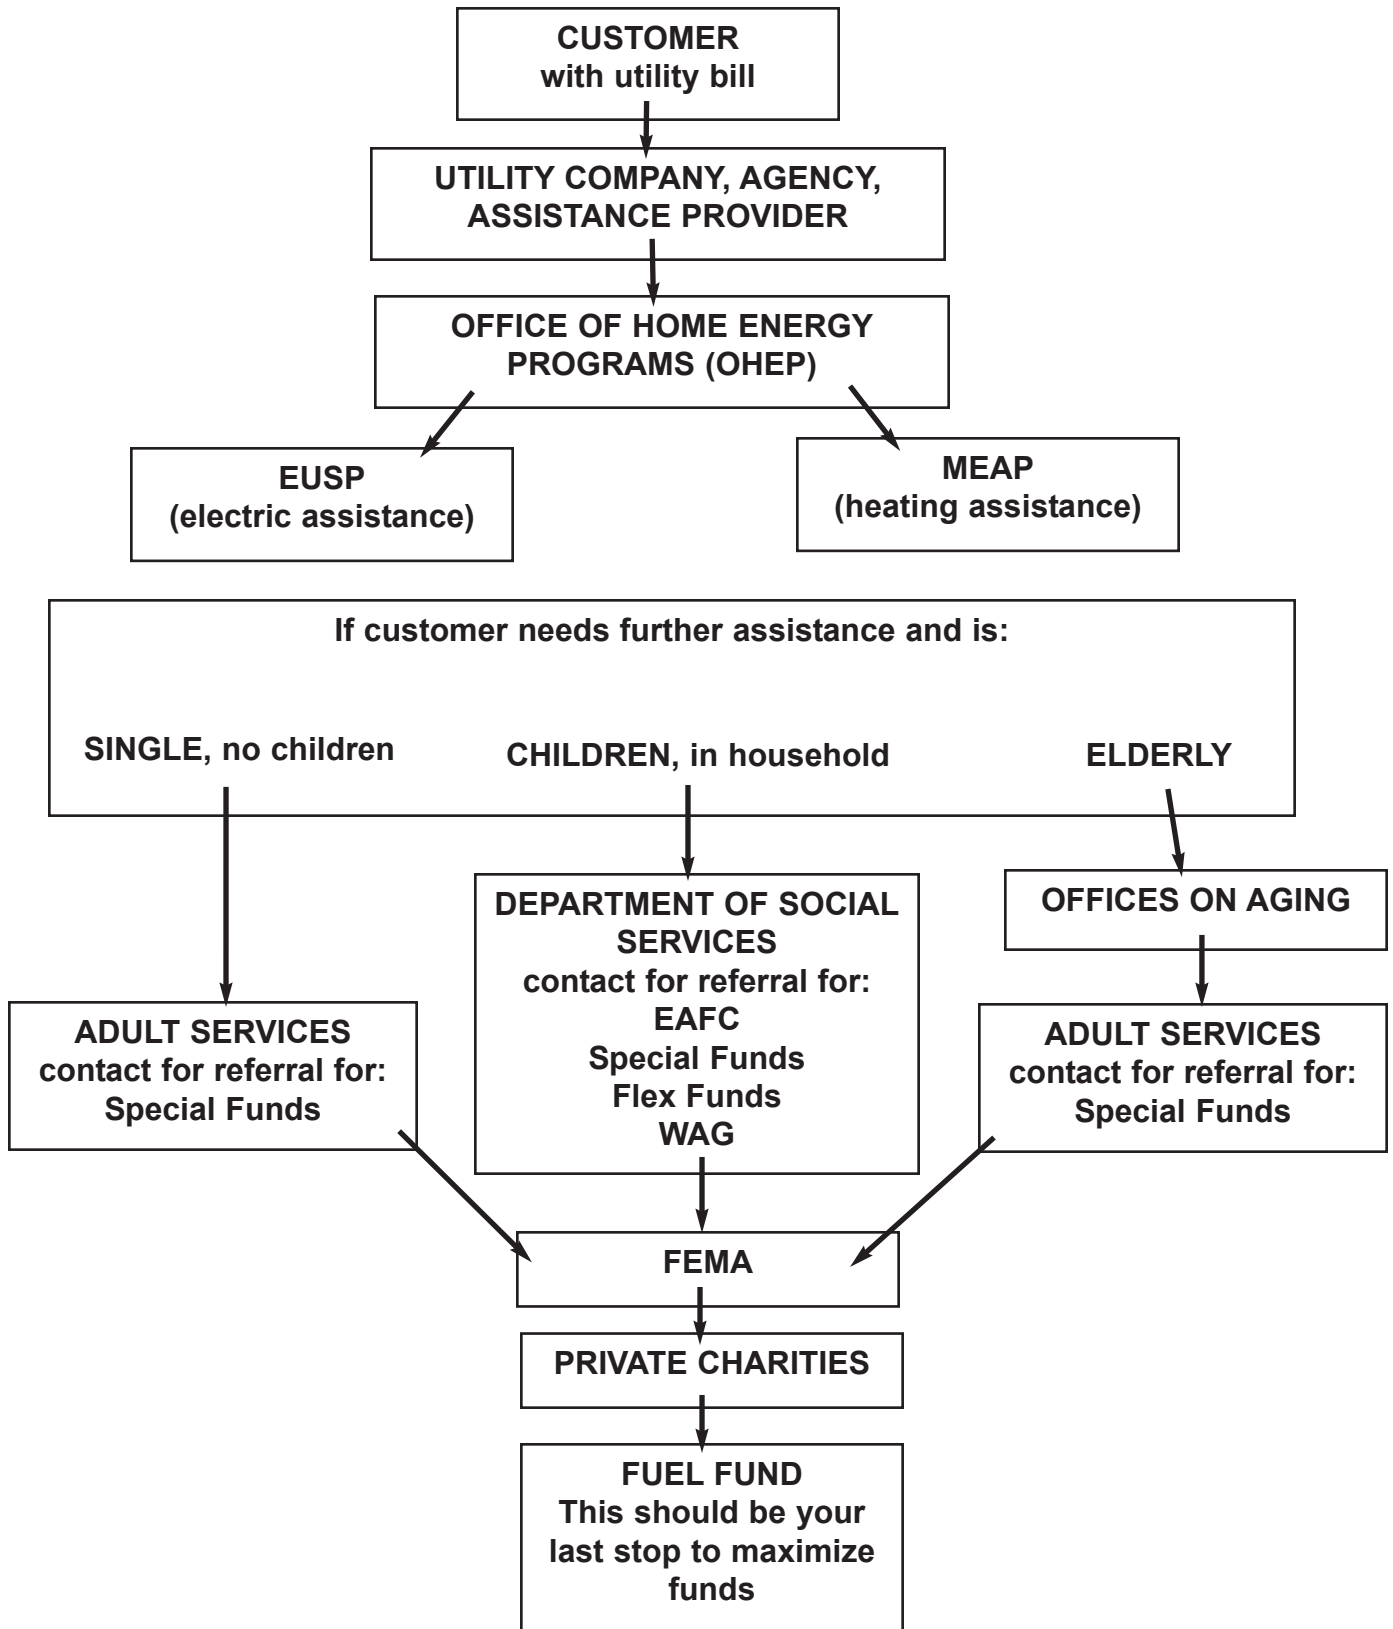 CUSTOMER
with utility bill
UTILITY COMPANY, AGENCY,
ASSISTANCE PROVIDER
OFFICE OF HOME ENERGY
PROGRAMS (OHEP)
EUSP
(electric assistance)
MEAP
(heating assistance)
If customer needs further assistance and is:
SINGLE, no children
CHILDREN, in household
ELDERLY
DEPARTMENT OF SOCIAL
SERVICES
contact for referral for:
EAFC
Special Funds
Flex Funds
WAG
OFFICES ON AGING
ADULT SERVICES
contact for referral for:
Special Funds
ADULT SERVICES
contact for referral for:
Special Funds
FEMA
PRIVATE CHARITIES
FUEL FUND
This should be your
last stop to maximize
funds